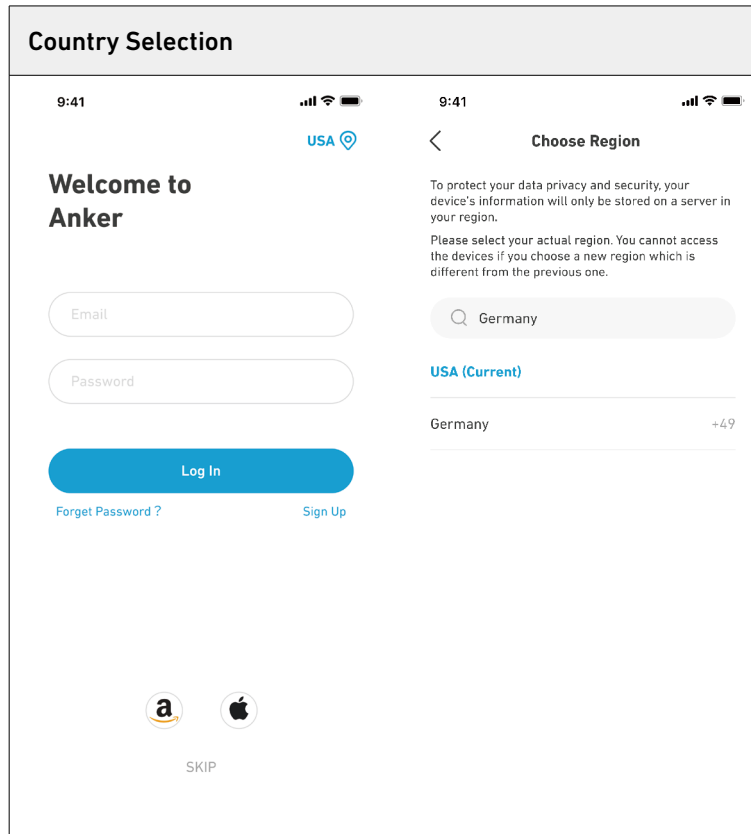 Country Selection
9:41
USA
Welcome to
Anker
Email
Password
Log In
Forget Password ?
Sign Up
a
SKIP
9:41
Choose Region
To protect your data privacy and security, your
device's information will only be stored on a server in
your region.
Please select your actual region. You cannot access
the devices if you choose a new region which is
different from the previous one.
Germany
USA (Current)
Germany +49